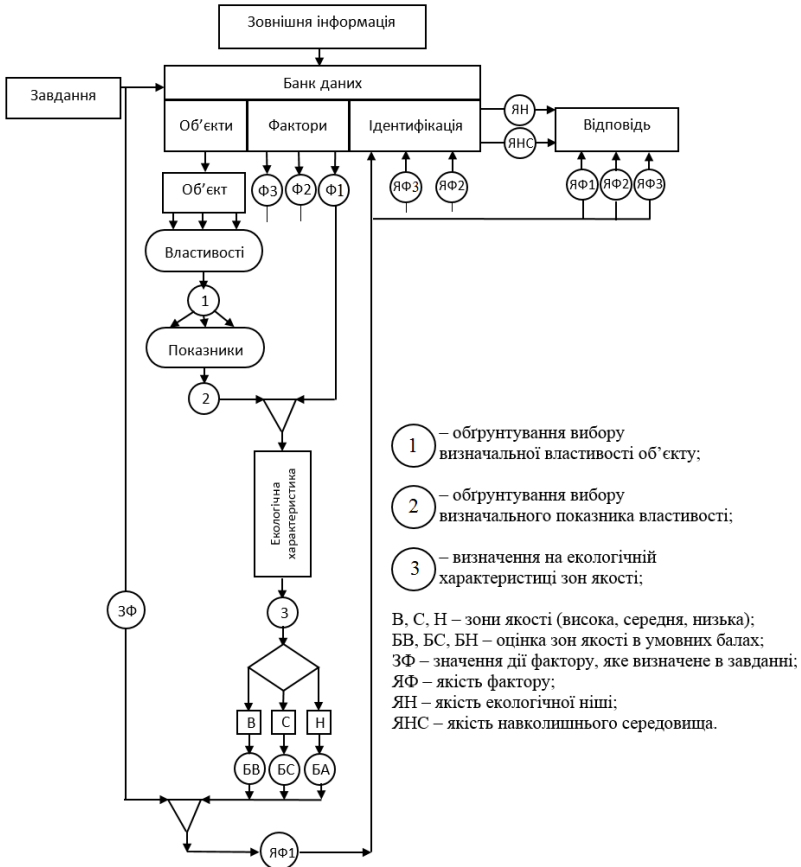 Зовнішня інформація
Завдання
Банк даних
Об’єкти
Фактори
Ідентифікація
ЯН
ЯНС
Відповідь
Об’єкт
Ф3
Ф2
Ф1
ЯФ3
ЯФ2
ЯФ1
ЯФ2
ЯФ3
Властивості
1
Показники
2
Екологічна
характеристика
3
ЗФ
В
С
Н
БВ
БС
БА
ЯФ1
1
– обґрунтування вибору
визначальної властивості об’єкту;
2
– обґрунтування вибору
визначального показника властивості;
3
– визначення на екологічній
характеристиці зон якості;
В, С, Н – зони якості (висока, середня, низька);
БВ, БС, БН – оцінка зон якості в умовних балах;
ЗФ – значення дії фактору, яке визначене в завданні;
ЯФ – якість фактору;
ЯН – якість екологічної ніші;
ЯНС – якість навколишнього середовища.